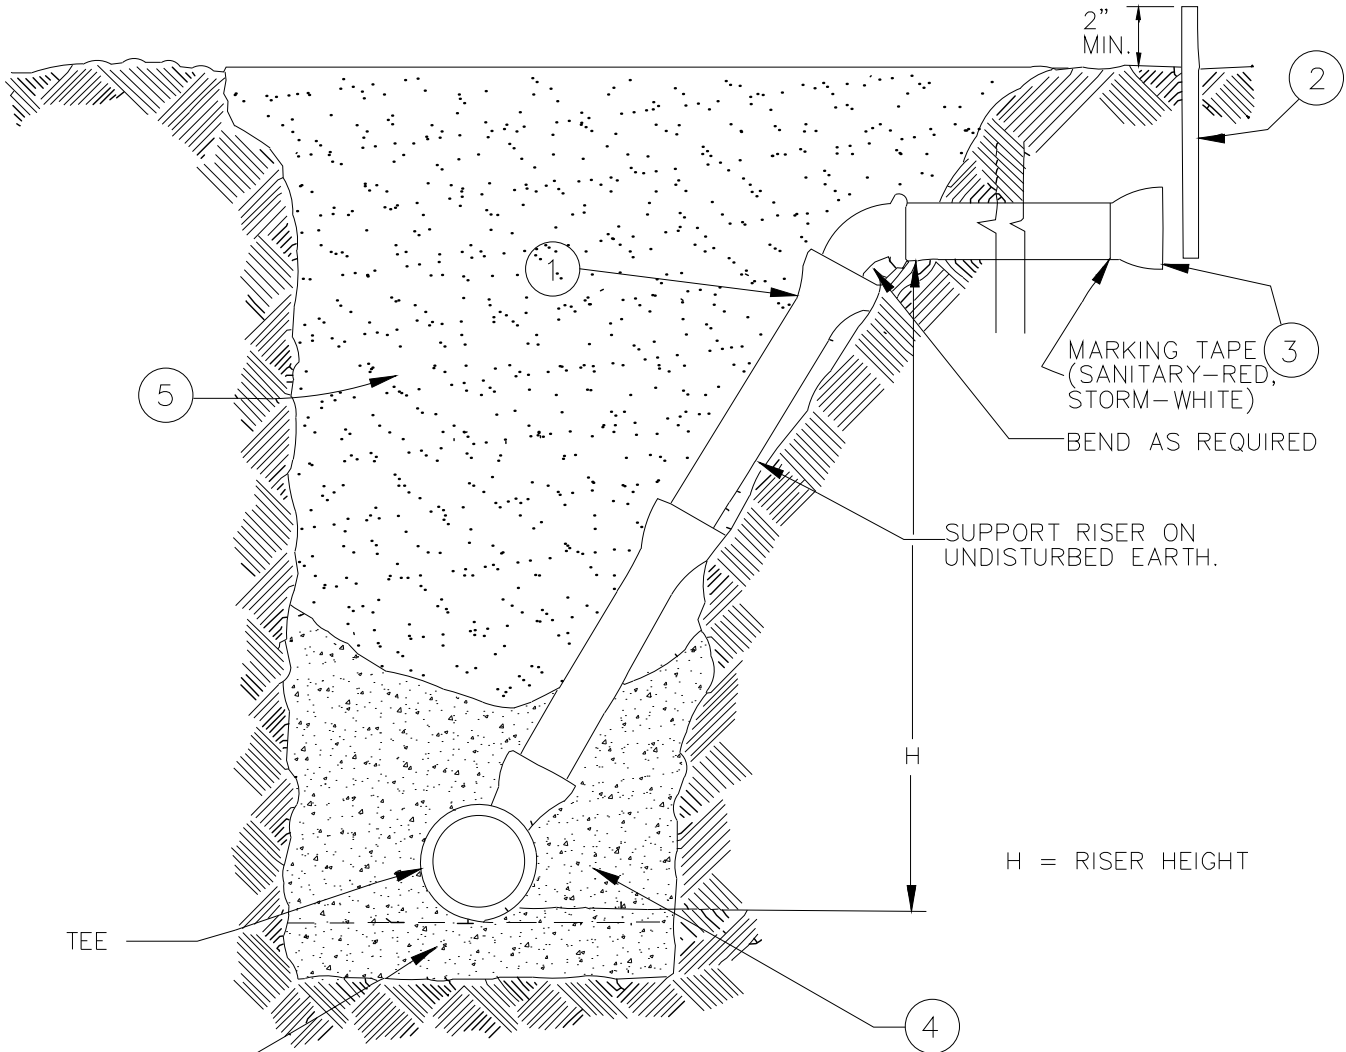 2”
MIN.
2
1
3
MARKING TAPE
(SANITARY-RED,
STORM-WHITE)
5
BEND AS REQUIRED
SUPPORT RISER ON
UNDISTURBED EARTH.
H
H = RISER HEIGHT
TEE
4